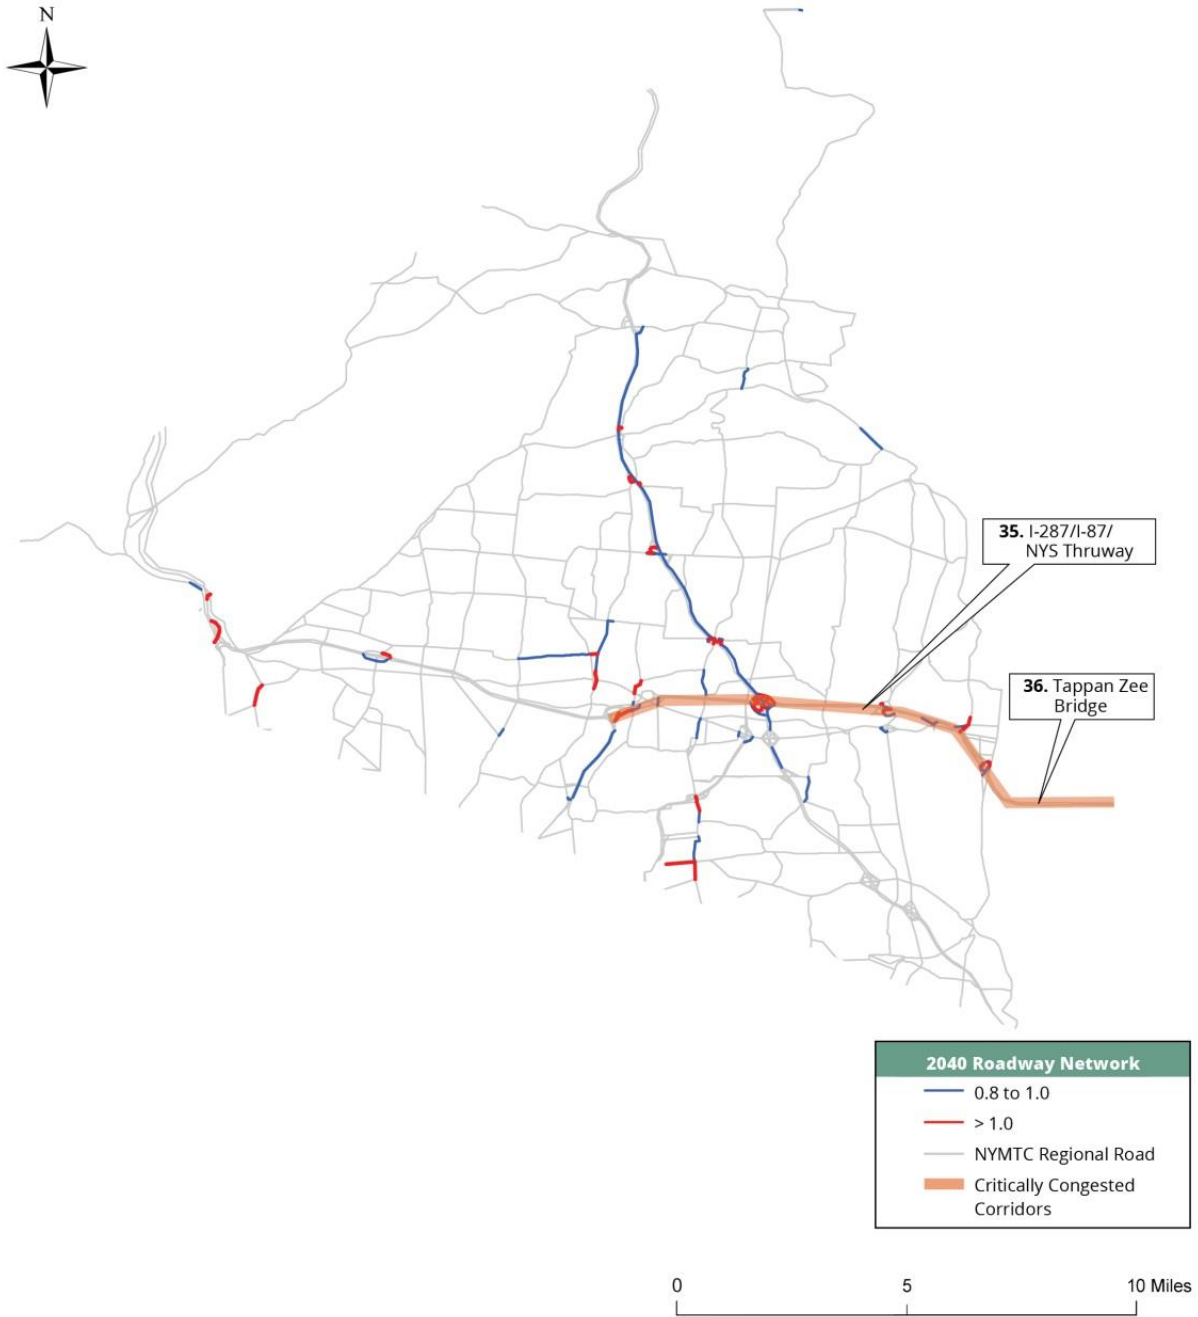 N
35. I-287/I-87/
NYS Thruway
36. Tappan Zee
Bridge
2040 Roadway Network
0.8 to 1.0
> 1.0
NYMTC Regional Road
Critically Congested
Corridors
0 5 10 Miles